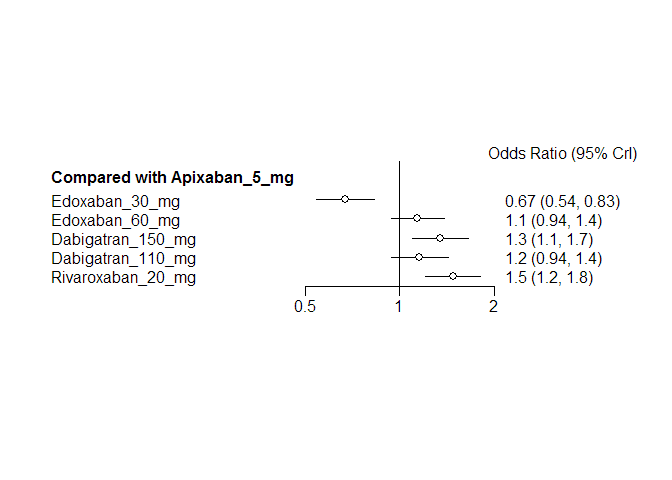 Odds Ratio (95% CrI)
Compared with Apixaban_5_mg
Edoxaban_30_mg 0.67 (0.54, 0.83)
Edoxaban_60_mg 1.1 (0.94, 1.4)
Dabigatran_150_mg 1.3 (1.1, 1.7)
Dabigatran_110_mg 1.2 (0.94, 1.4)
Rivaroxaban_20_mg 1.5 (1.2, 1.8)
0.5 1 2